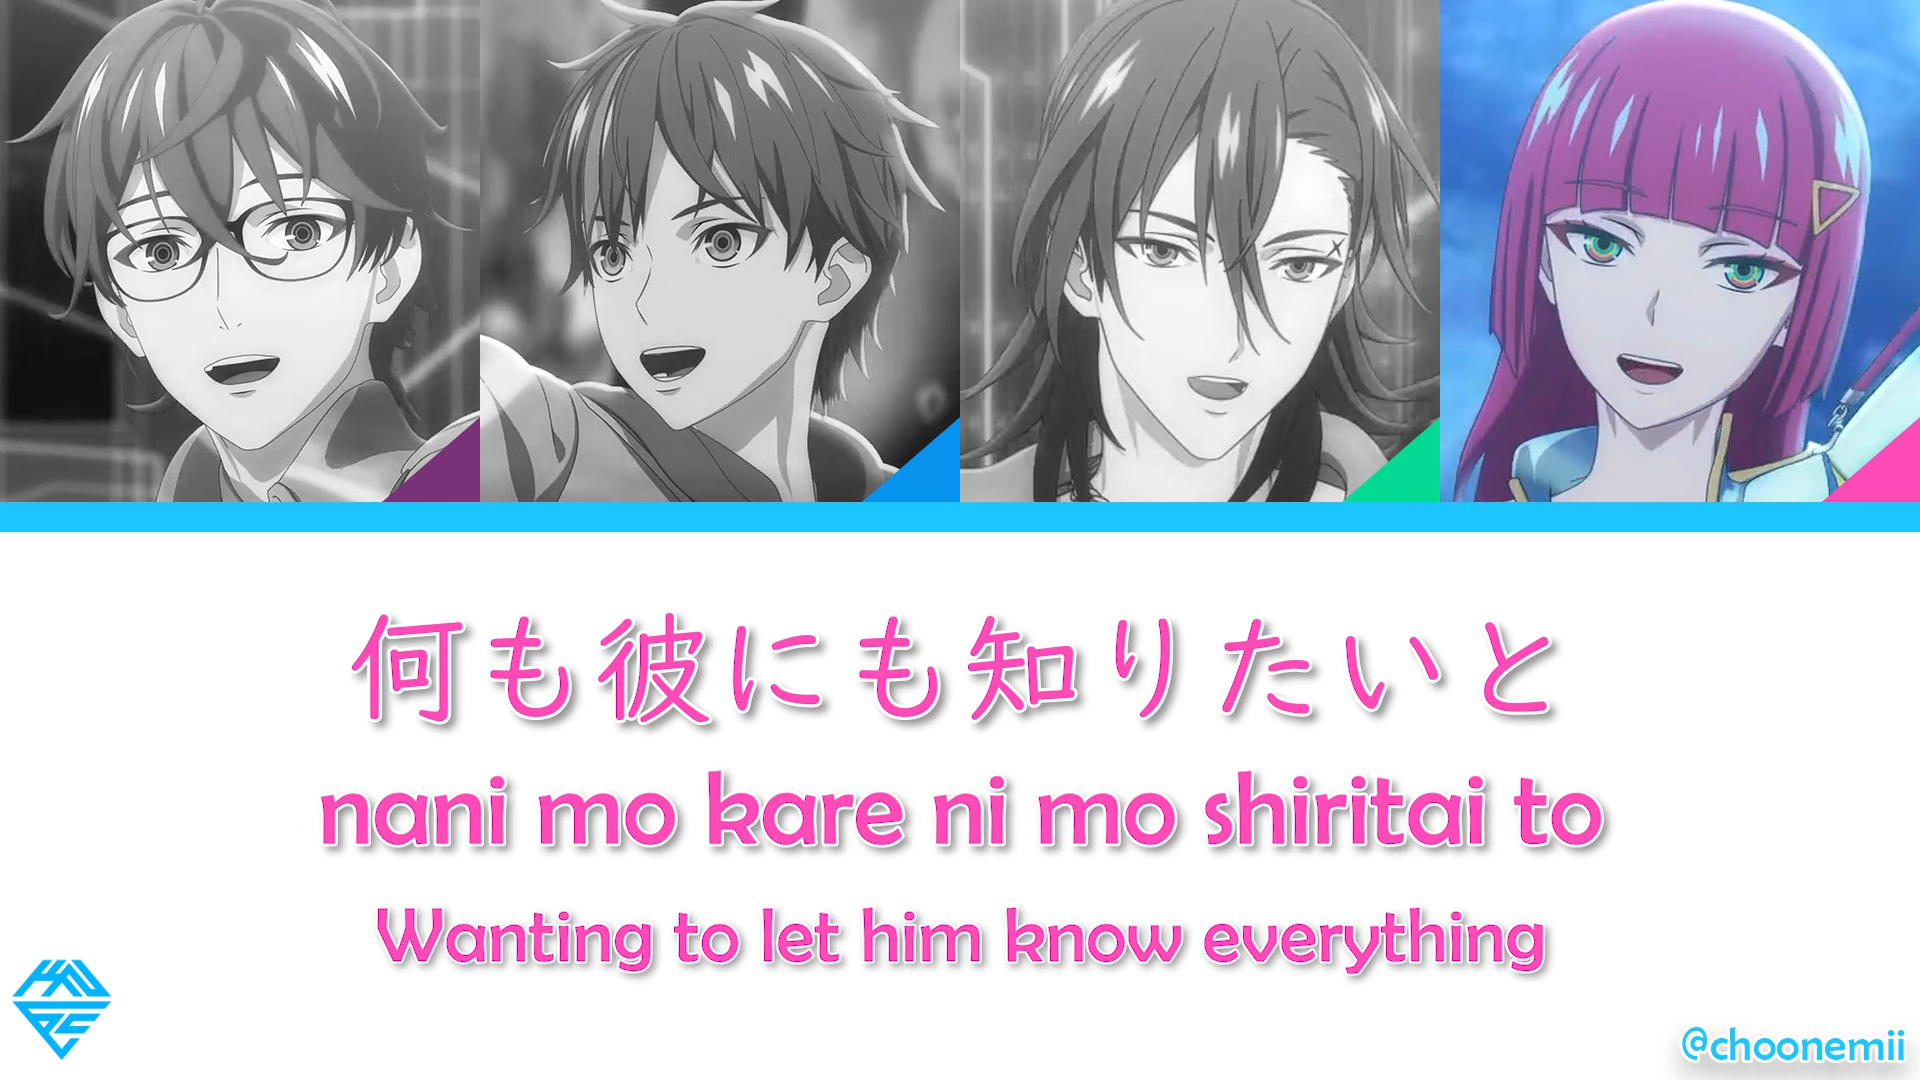 何も彼にも知りたいと
nani mo kare ni mo shiritai to
Wanting to let him know everything
@choonemii